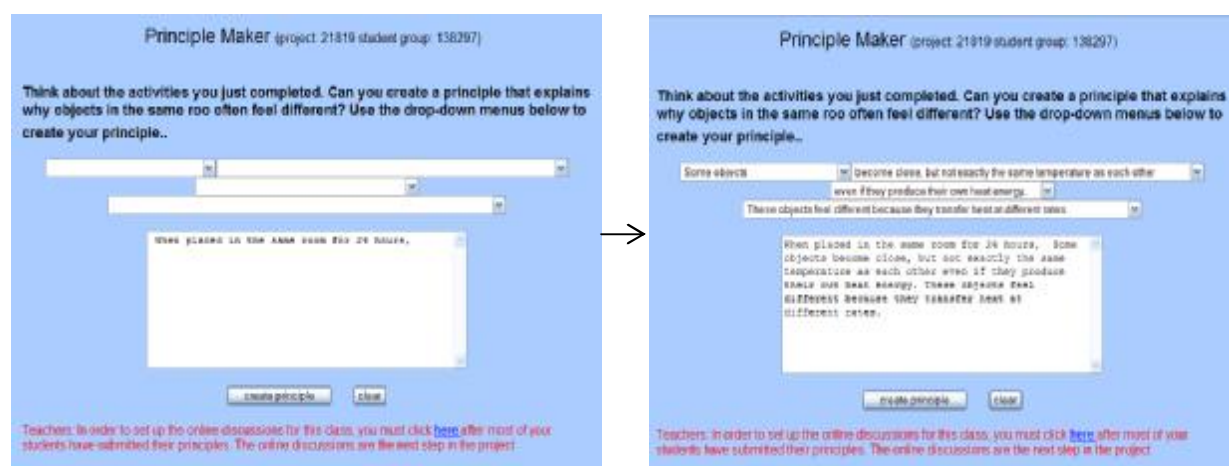 Principle Maker (project: 21819 student group: 138297)
Think about the activities you just completed. Can you create a principle that explains
why objects in the same roo often feel different? Use the drop-down menus below to
create your principle..
When placed in the same room for 24 hours,
create principle
clear
Teachers: In order to set up the online discussions for this class, you must click here after most of your
students have submitted their principles. The online discussions are the next step in the project
Principle Maker (project: 21819 student group: 138297)
Think about the activities you just completed. Can you create a principle that explains
why objects in the same roo often feel different? Use the drop-down menus below to
create your principle..
Some objects
become close, but not exactly the same temperature as each other
even if they produce their own heat energy.
These objects feel different because they transfer heat at different rates.
When placed in the same room for 24 hours, Some
objects become close, but not exactly the same
temperature as each other even if they produce
their own heat energy. These objects feel
different because they transfer heat at
different rates.
create principle
clear
Teachers: In order to set up the online discussions for this class, you must click here after most of your
students have submitted their principles. The online discussions are the next step in the project